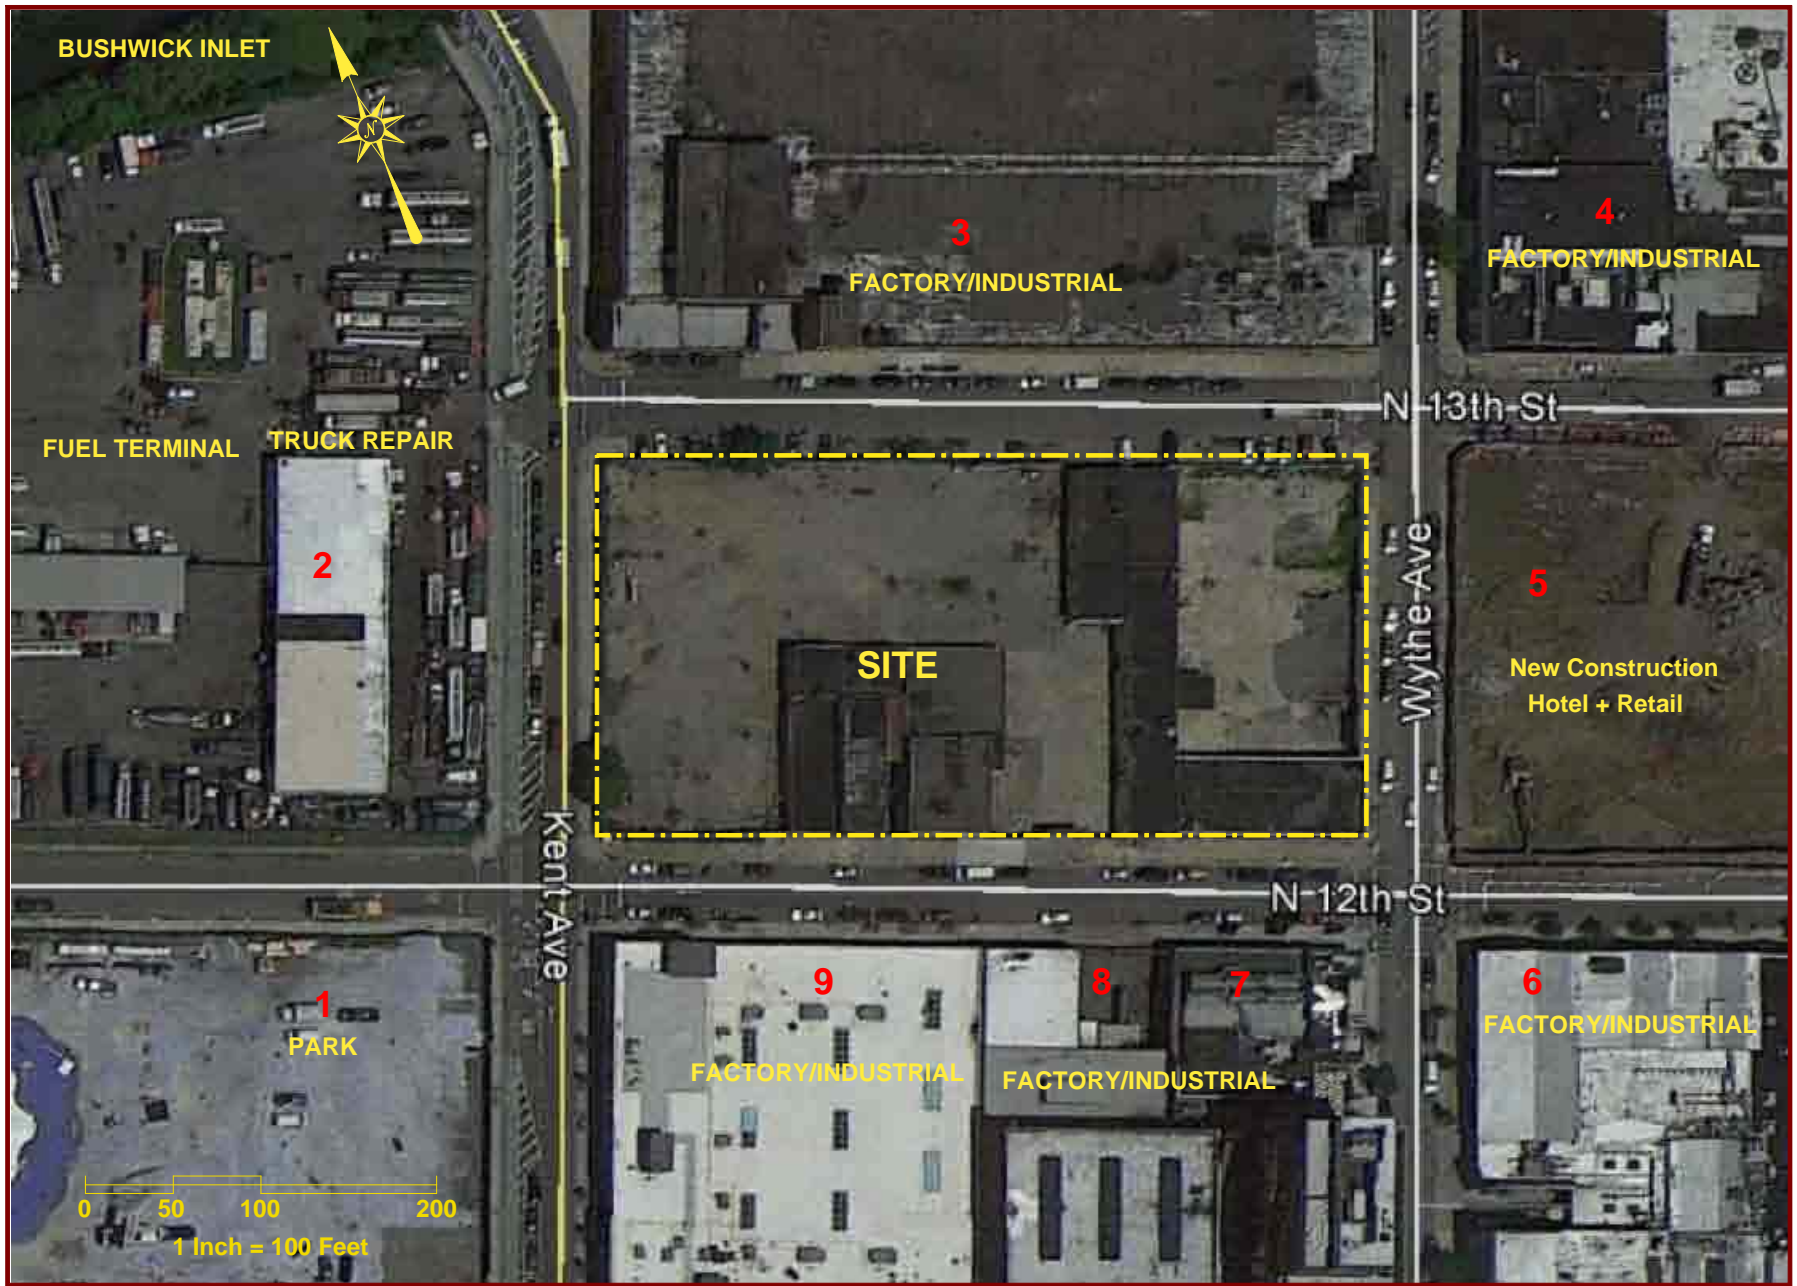 BUSHWICK INLET
N
3
FACTORY/INDUSTRIAL
4
FACTORY/INDUSTRIAL
N 13th St
FUEL TERMINAL
TRUCK REPAIR
2
SITE
Wythe Ave
5
New Construction
Hotel + Retail
Kent Ave
N 12th St
1
PARK
9
FACTORY/INDUSTRIAL
8
7
FACTORY/INDUSTRIAL
6
FACTORY/INDUSTRIAL
0 50 100 200
1 Inch = 100 Feet